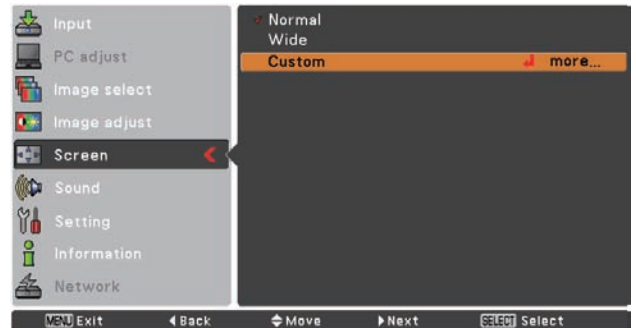 Input
PC adjust
Image select
Image adjust
Screen
Sound
Setting
Information
Network
Normal
Wide
Custom more...
MENU Exit Back Move Next SELECT Select